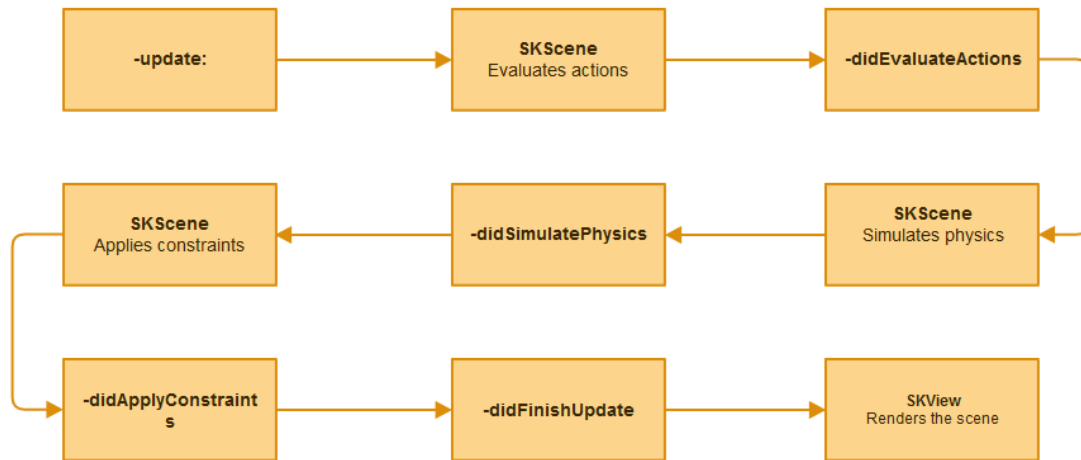 -update:
SKScene
Evaluates actions
-didEvaluateActions
SKScene
Simulates physics
-didSimulatePhysics
SKScene
Applies constraints
-didApplyConstraint
s
-didFinishUpdate
SKView
Renders the scene